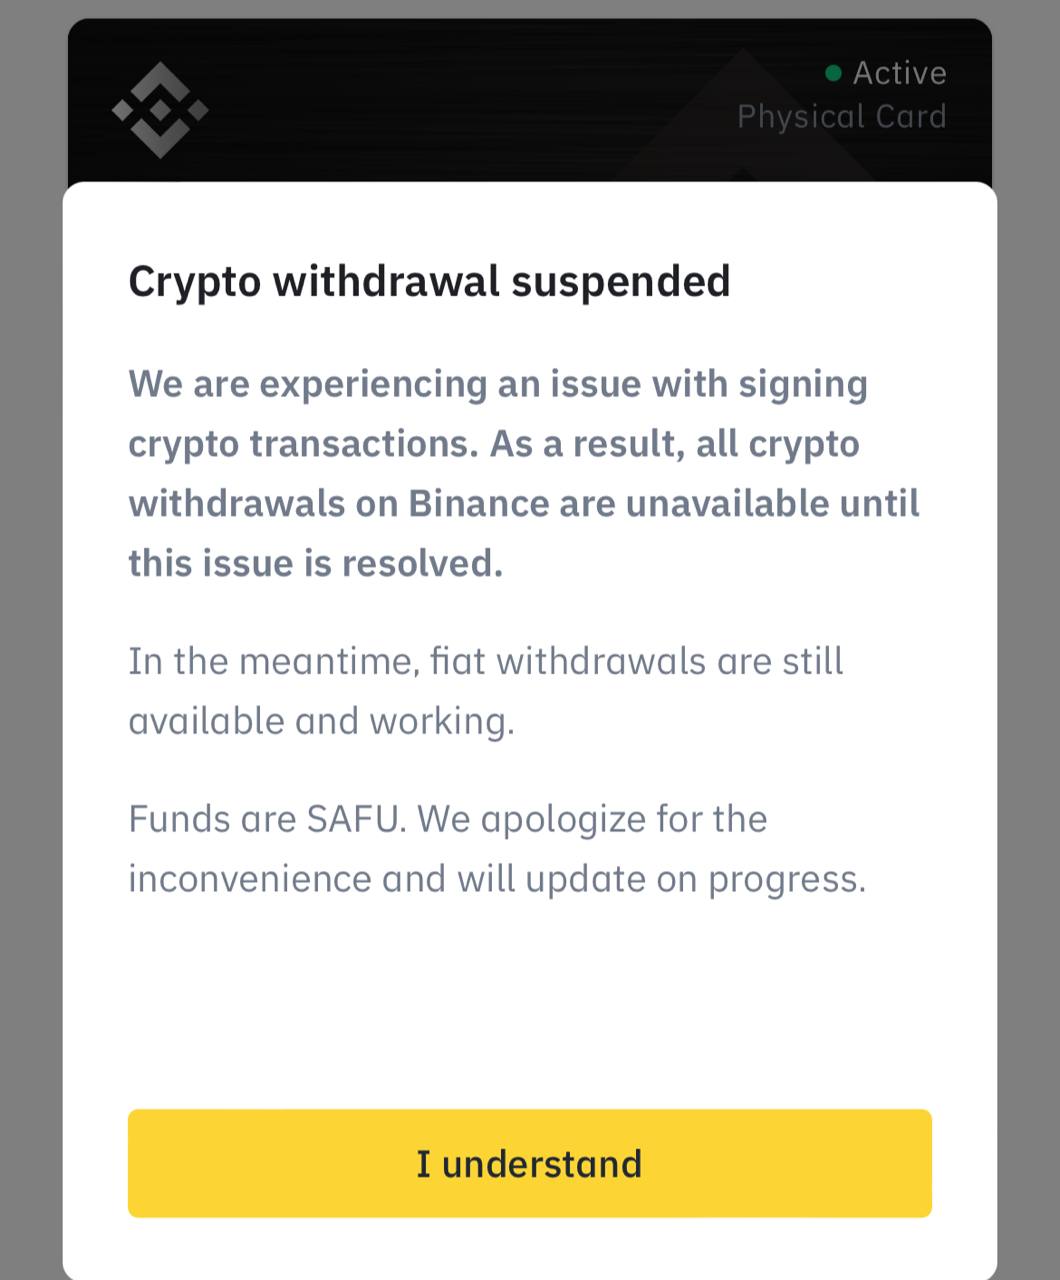 Active
Physical Card
Crypto withdrawal suspended
We are experiencing an issue with signing
crypto transactions. As a result, all crypto
withdrawals on Binance are unavailable until
this issue is resolved.
In the meantime, fiat withdrawals are still
available and working.
Funds are SAFU. We apologize for the
inconvenience and will update on progress.
I understand